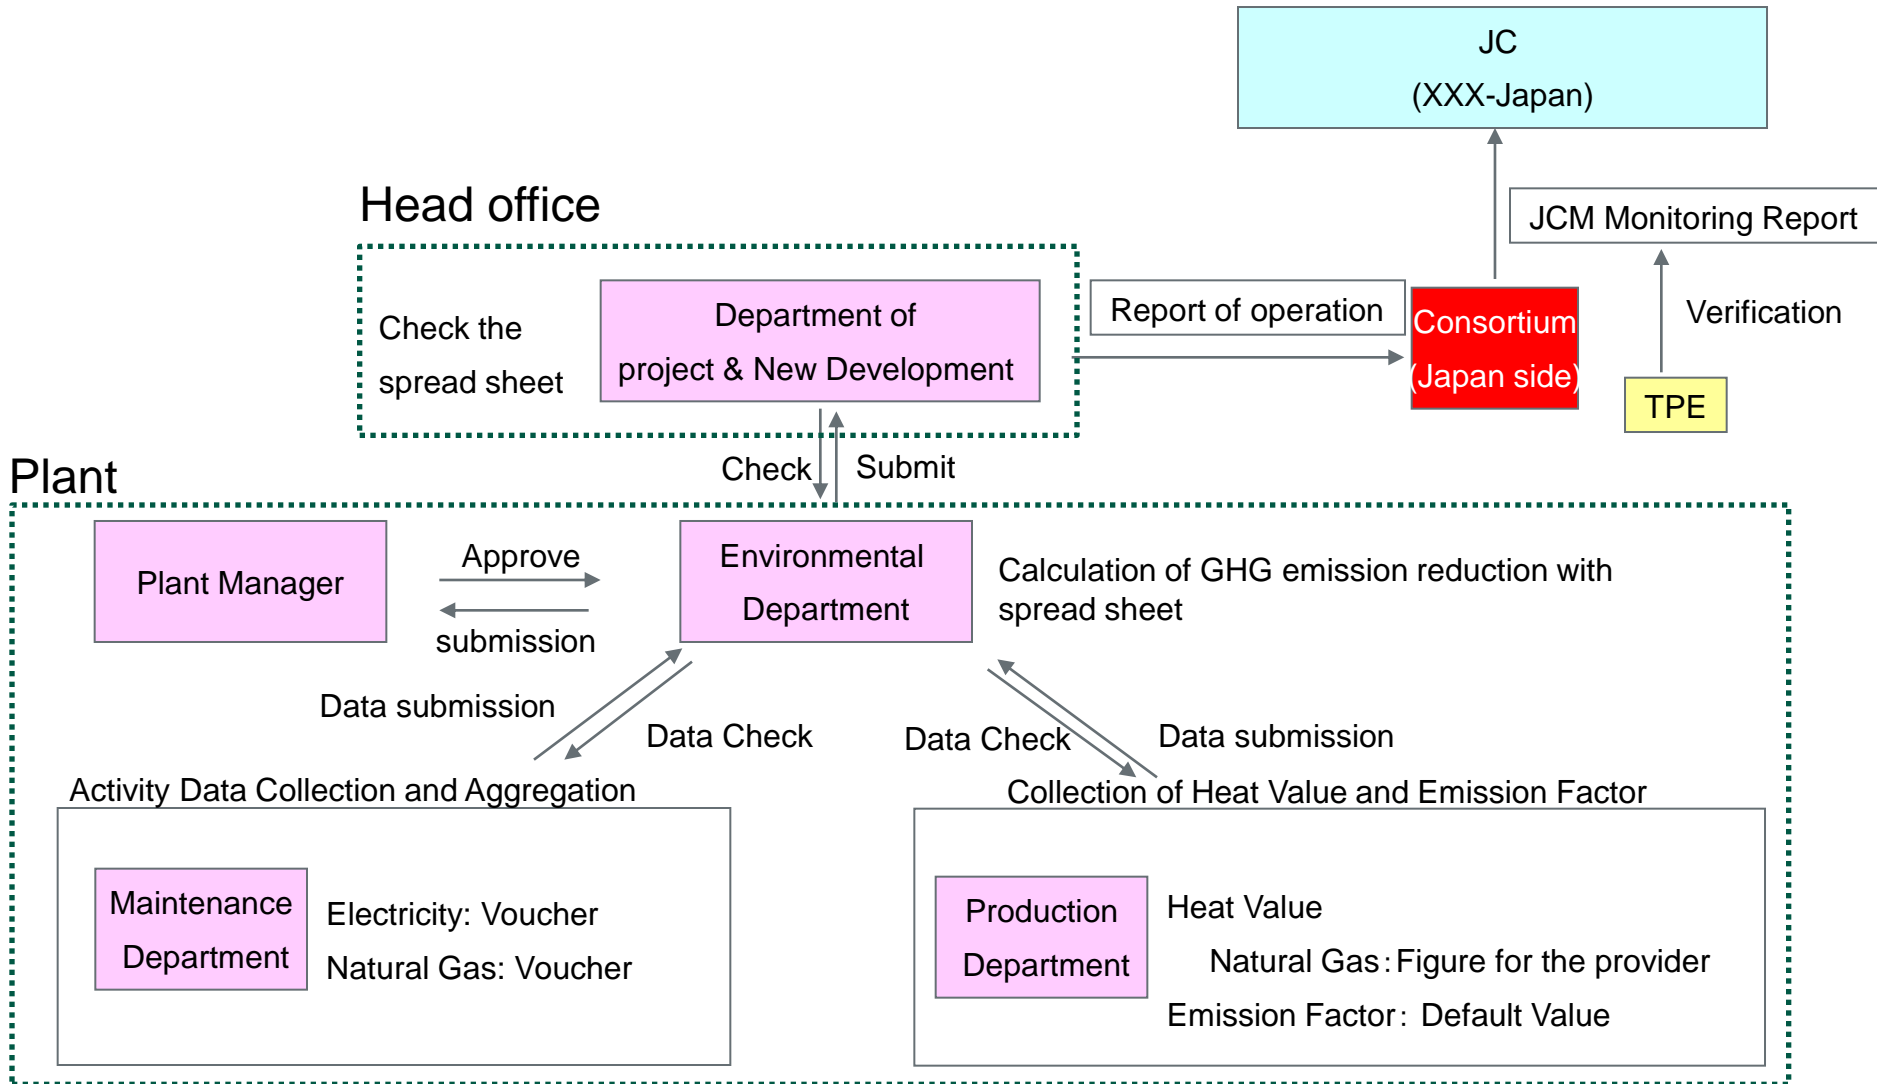 JC
(XXX-Japan)
Head office
JCM Monitoring Report
Check the
spread sheet
Department of
project & New Development
Report of operation
Consortium
(Japan side)
Verification
TPE
Check
Submit
Plant
Plant Manager
Approve
submission
Environmental
Department
Calculation of GHG emission reduction with
spread sheet
Data submission
Data Check
Data Check
Data submission
Activity Data Collection and Aggregation
Maintenance
Department
Electricity: Voucher
Natural Gas: Voucher
Collection of Heat Value and Emission Factor
Production
Department
Heat Value
Natural Gas：Figure for the provider
Emission Factor： Default Value